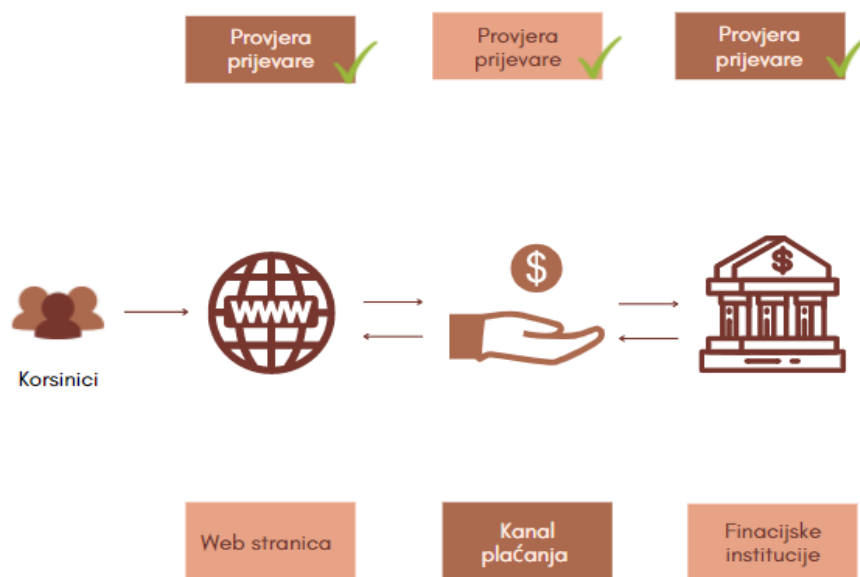 Provjera
prijevare
Provjera
prijevare
Provjera
prijevare
WWW
$
$
Korsinici
Web stranica
Kanal
plaćanja
Finacijske
institucije